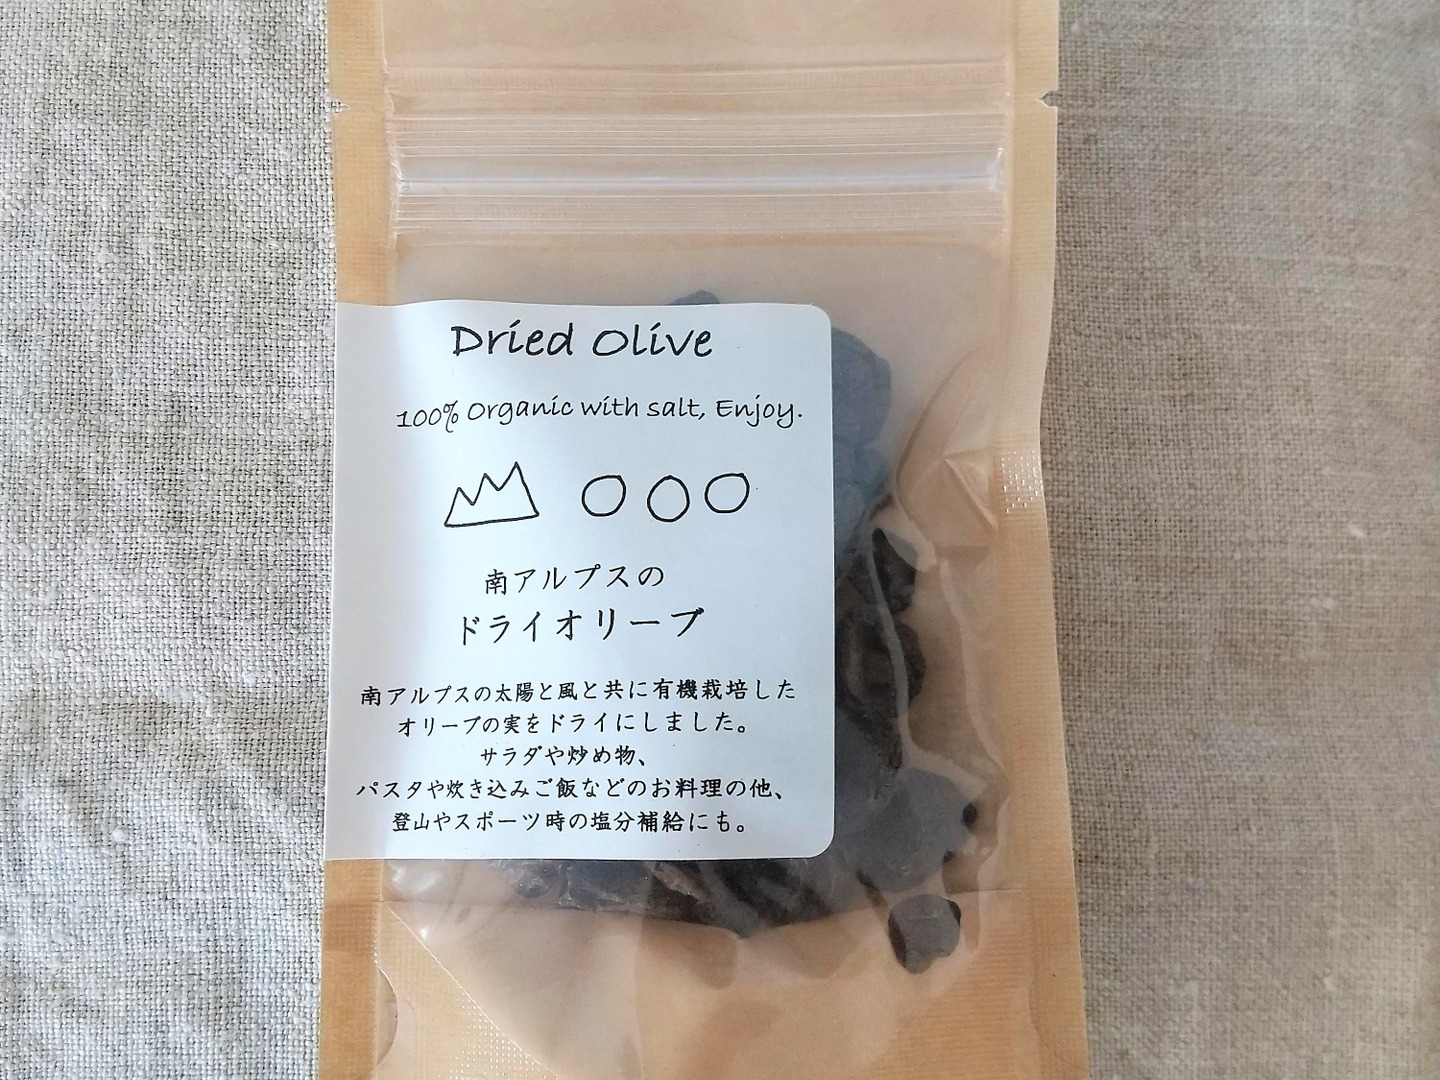 Dried Olive
100% Organic with salt, Enjoy.
南アルプスの
ドライオリーブ
南アルプスの太陽と風と共に有機栽培した
オリーブの実をドライにしました。
サラダや炒め物、
パスタや炊き込みご飯などのお料理の他、
登山やスポーツ時の塩分補給にも。